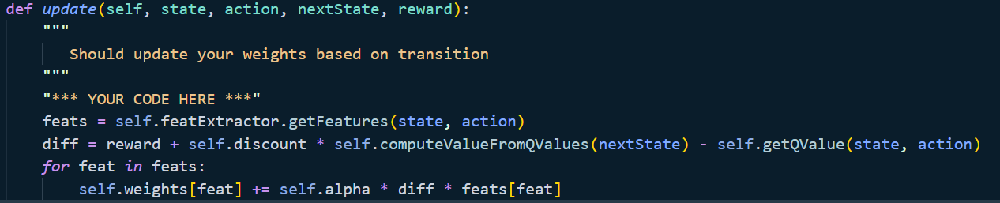 def update(self, state, action, nextState, reward):
"""
Should update your weights based on transition
"""
"*** YOUR CODE HERE ***"
feats = self.featExtractor.getFeatures(state, action)
diff = reward + self.discount * self.computeValueFromQValues(nextState) - self.getQValue(state, action)
for feat in feats:
self.weights[feat] += self.alpha * diff * feats[feat]